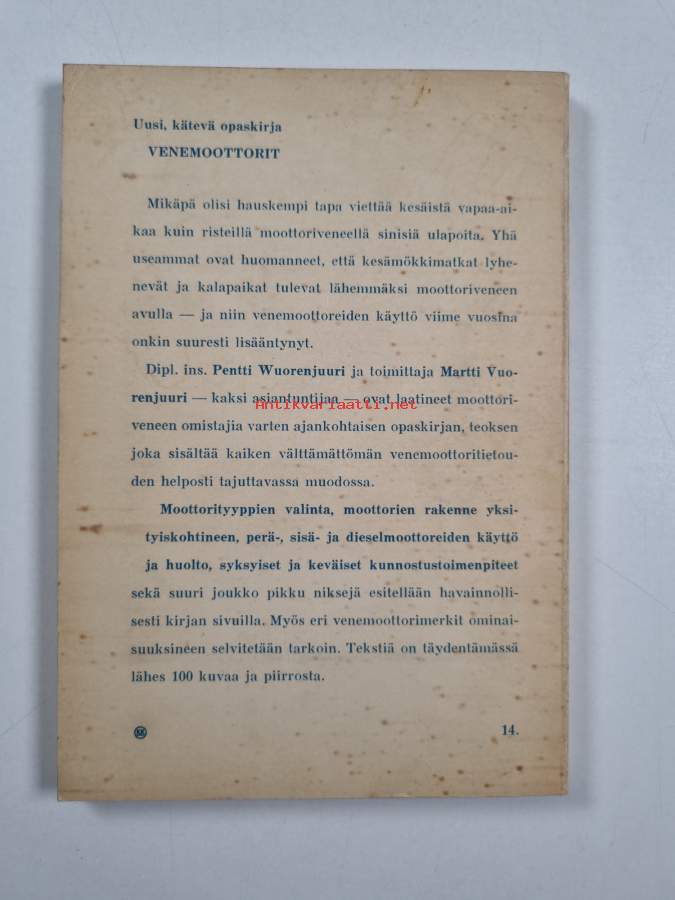 Uusi, kätevä opaskirja
VENEMOOTTORIT
Mikäpä olisi hauskempi tapa viettää kesäistä vapaa-ai-
kaa kuin risteillä moottoriveneellä sinisiä ulapoita. Yhä
useammat ovat huomanneet, että kesämökkimatkat lyhe-
nevät ja kalapaikat tulevat lähemmäksi moottoriveneen
avulla — ja niin venemoottoreiden käyttö viime vuosina
onkin suuresti lisääntynyt.
Dipl. ins. Pentti Wuorenjuuri ja toimittaja Martti Vuo-
renjuuri — kaksi asiantuntijaa — ovat laatineet moottori-
Antikvariaatti.net
veneen omistajia varten ajankohtaisen opaskirjan, teoksen
joka sisältää kaiken välttämättömän venemoottoritietou-
den helposti tajuttavassa muodossa.
Moottorityyppien valinta, moottorien rakenne yksi-
tyiskohtineen, perä-, sisä- ja dieselmoottoreiden käyttö
ja huolto, syksyiset ja keväiset kunnostustoimenpiteet
sekä suuri joukko pikku niksejä esitellään havainnolli-
sesti kirjan sivuilla. Myös eri venemoottorimerkit ominai-
suuksineen selvitetään tarkoin. Tekstiä on täydentämässä
lähes 100 kuvaa ja piirrosta.
14.